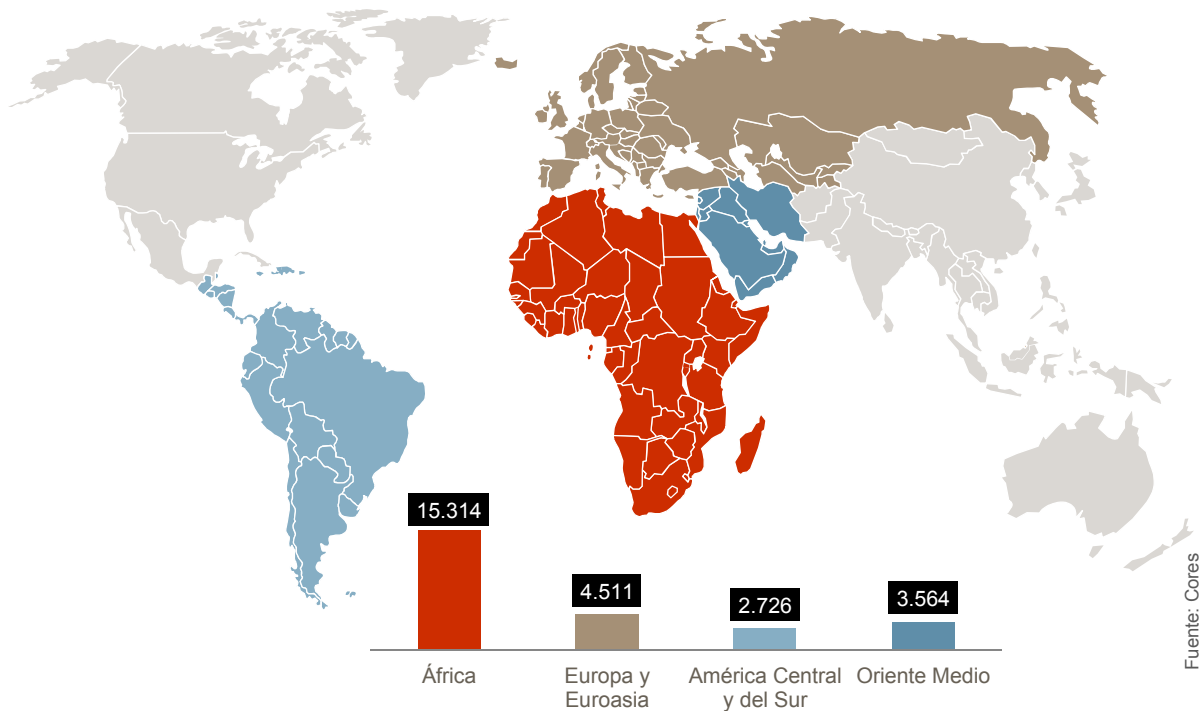 15.314
4.511
2.726
3.564
África
Europa y
Euroasia
América Central
y del Sur
Oriente Medio
Fuente: Cores